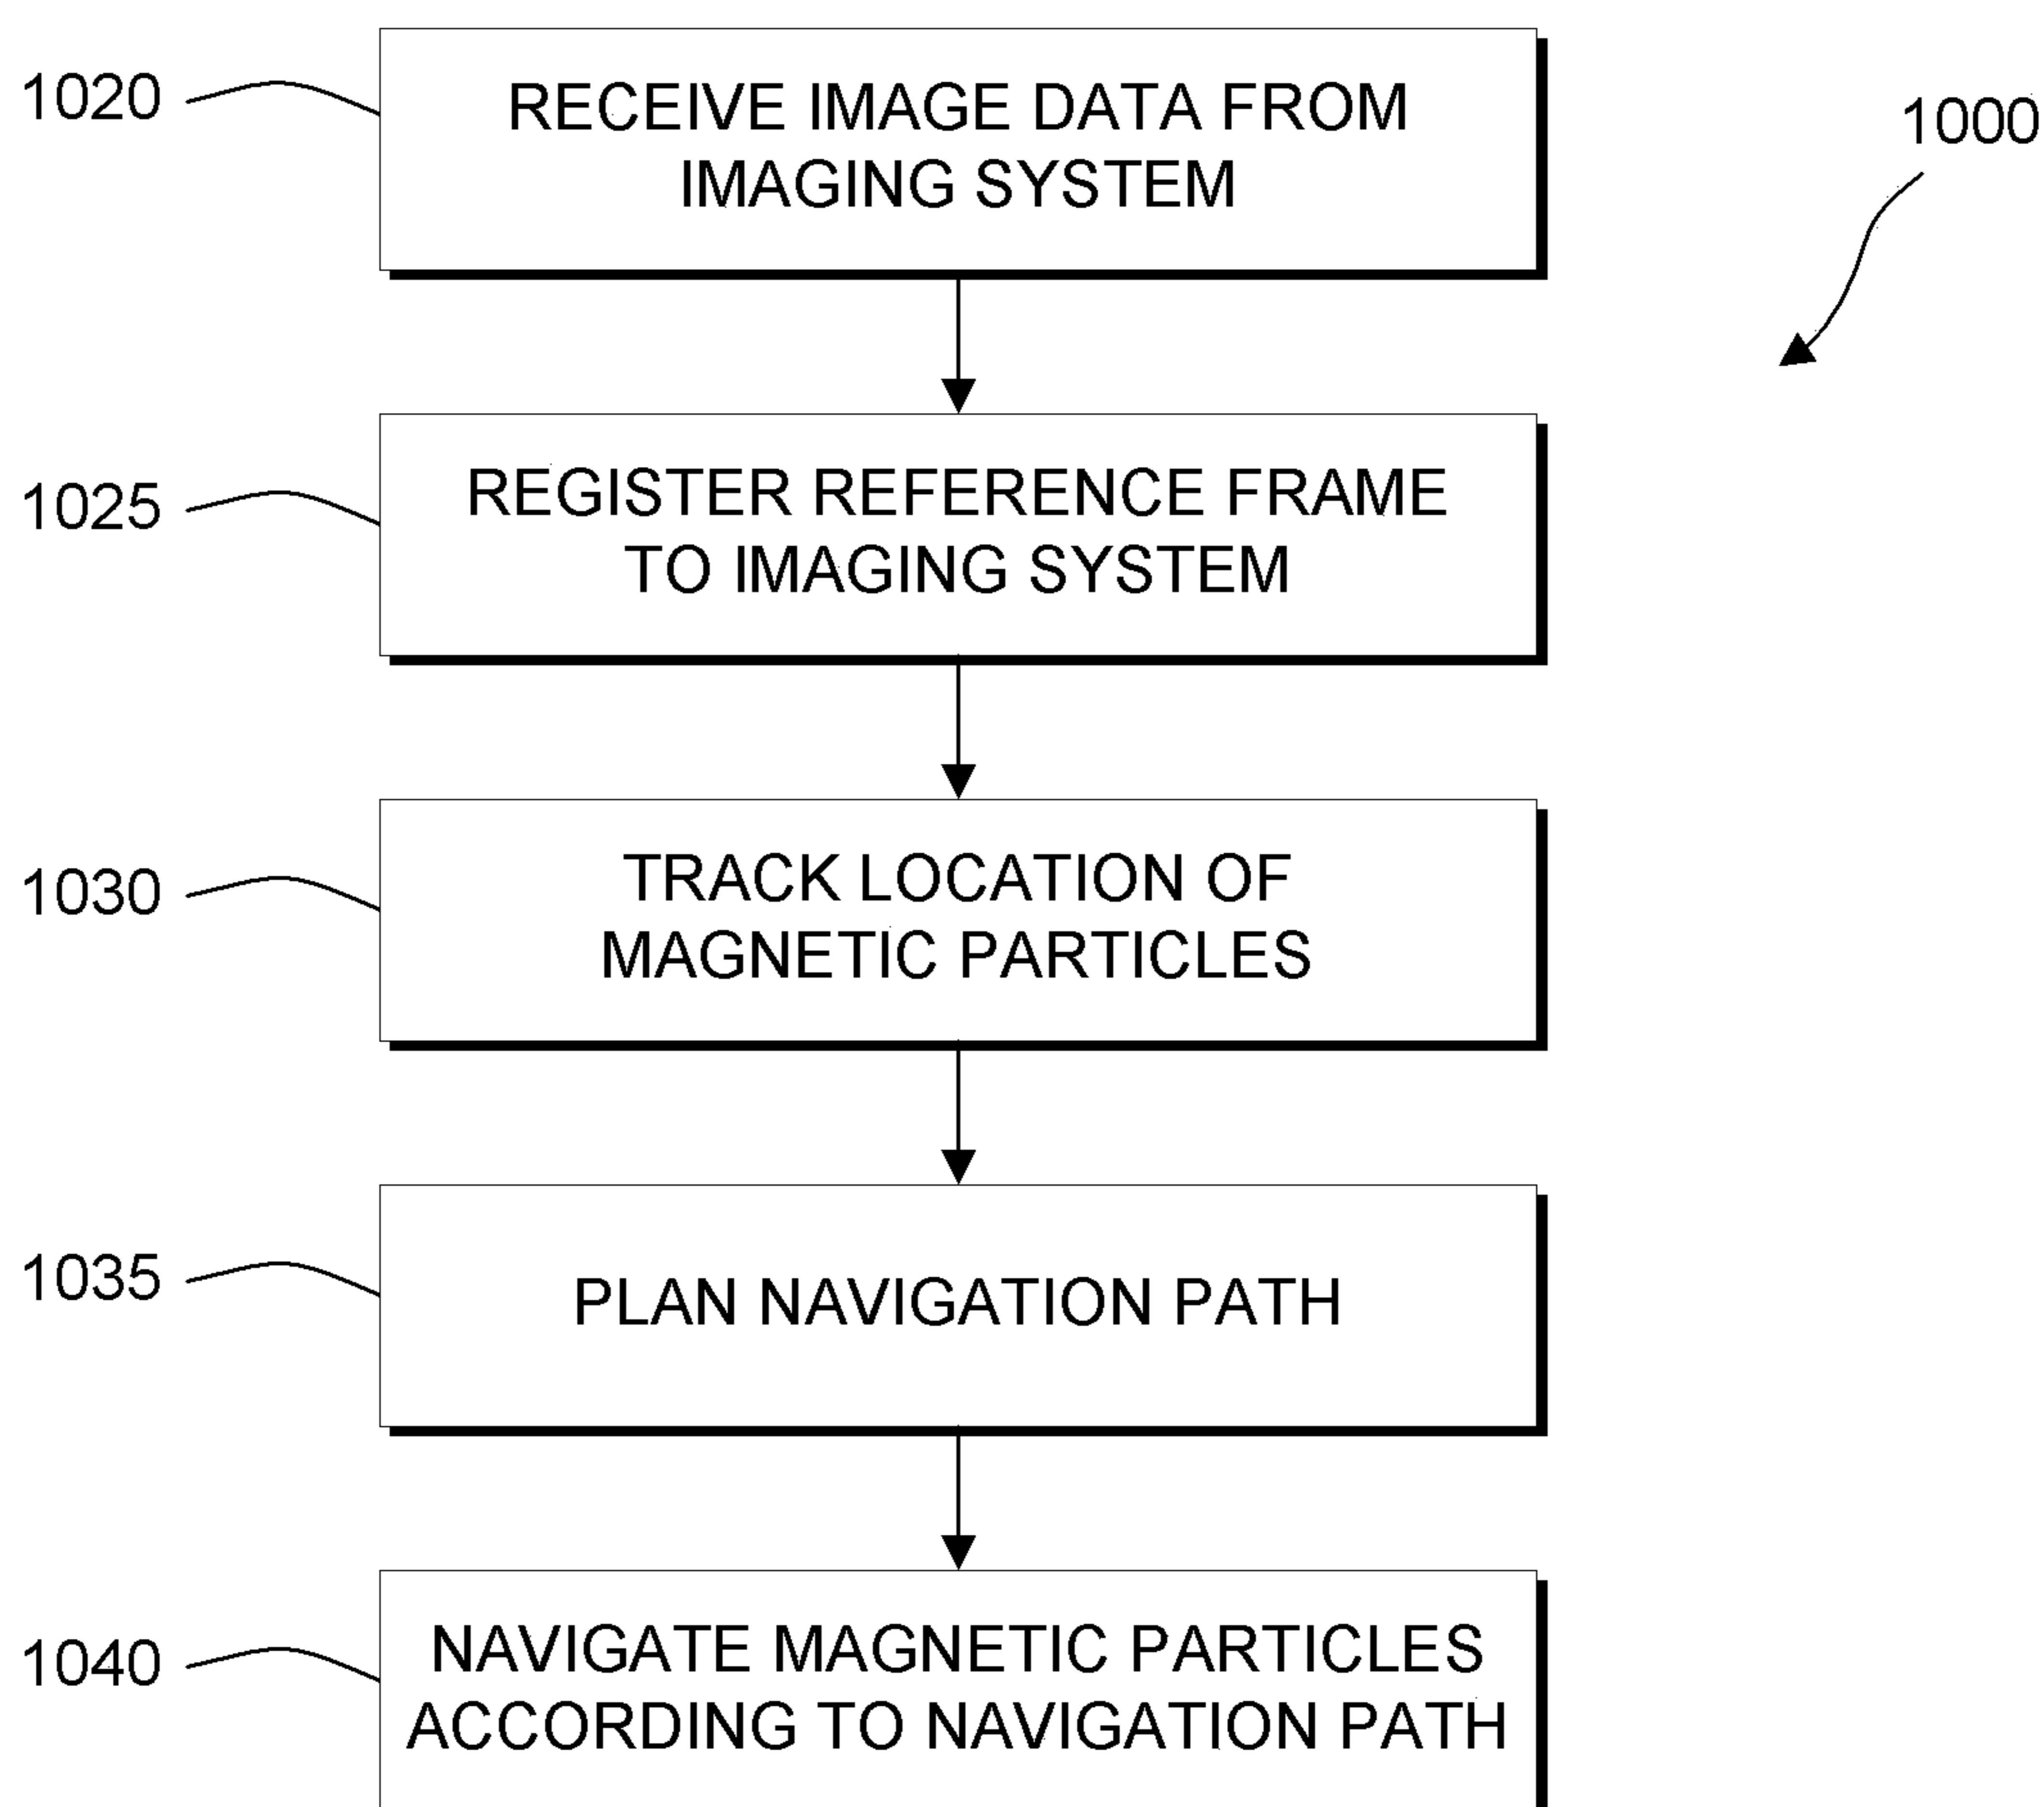 1020
RECEIVE IMAGE DATA FROM
IMAGING SYSTEM
1000
1025
REGISTER REFERENCE FRAME
TO IMAGING SYSTEM
1030
TRACK LOCATION OF
MAGNETIC PARTICLES
1035
PLAN NAVIGATION PATH
1040
NAVIGATE MAGNETIC PARTICLES
ACCORDING TO NAVIGATION PATH